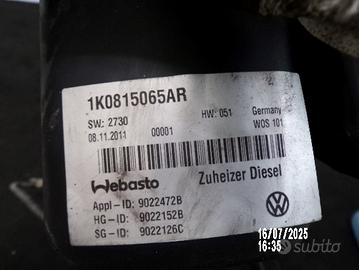 1K0815065AR
SW: 2730 HW: 051 Germany
08.11.2011 00001 WOS 101
Webasto Zuheizer Diesel
Appl-ID: 9022472B
HG-ID: 9022152B
SG-ID: 9022126C
16/07/2025
16:35
subito